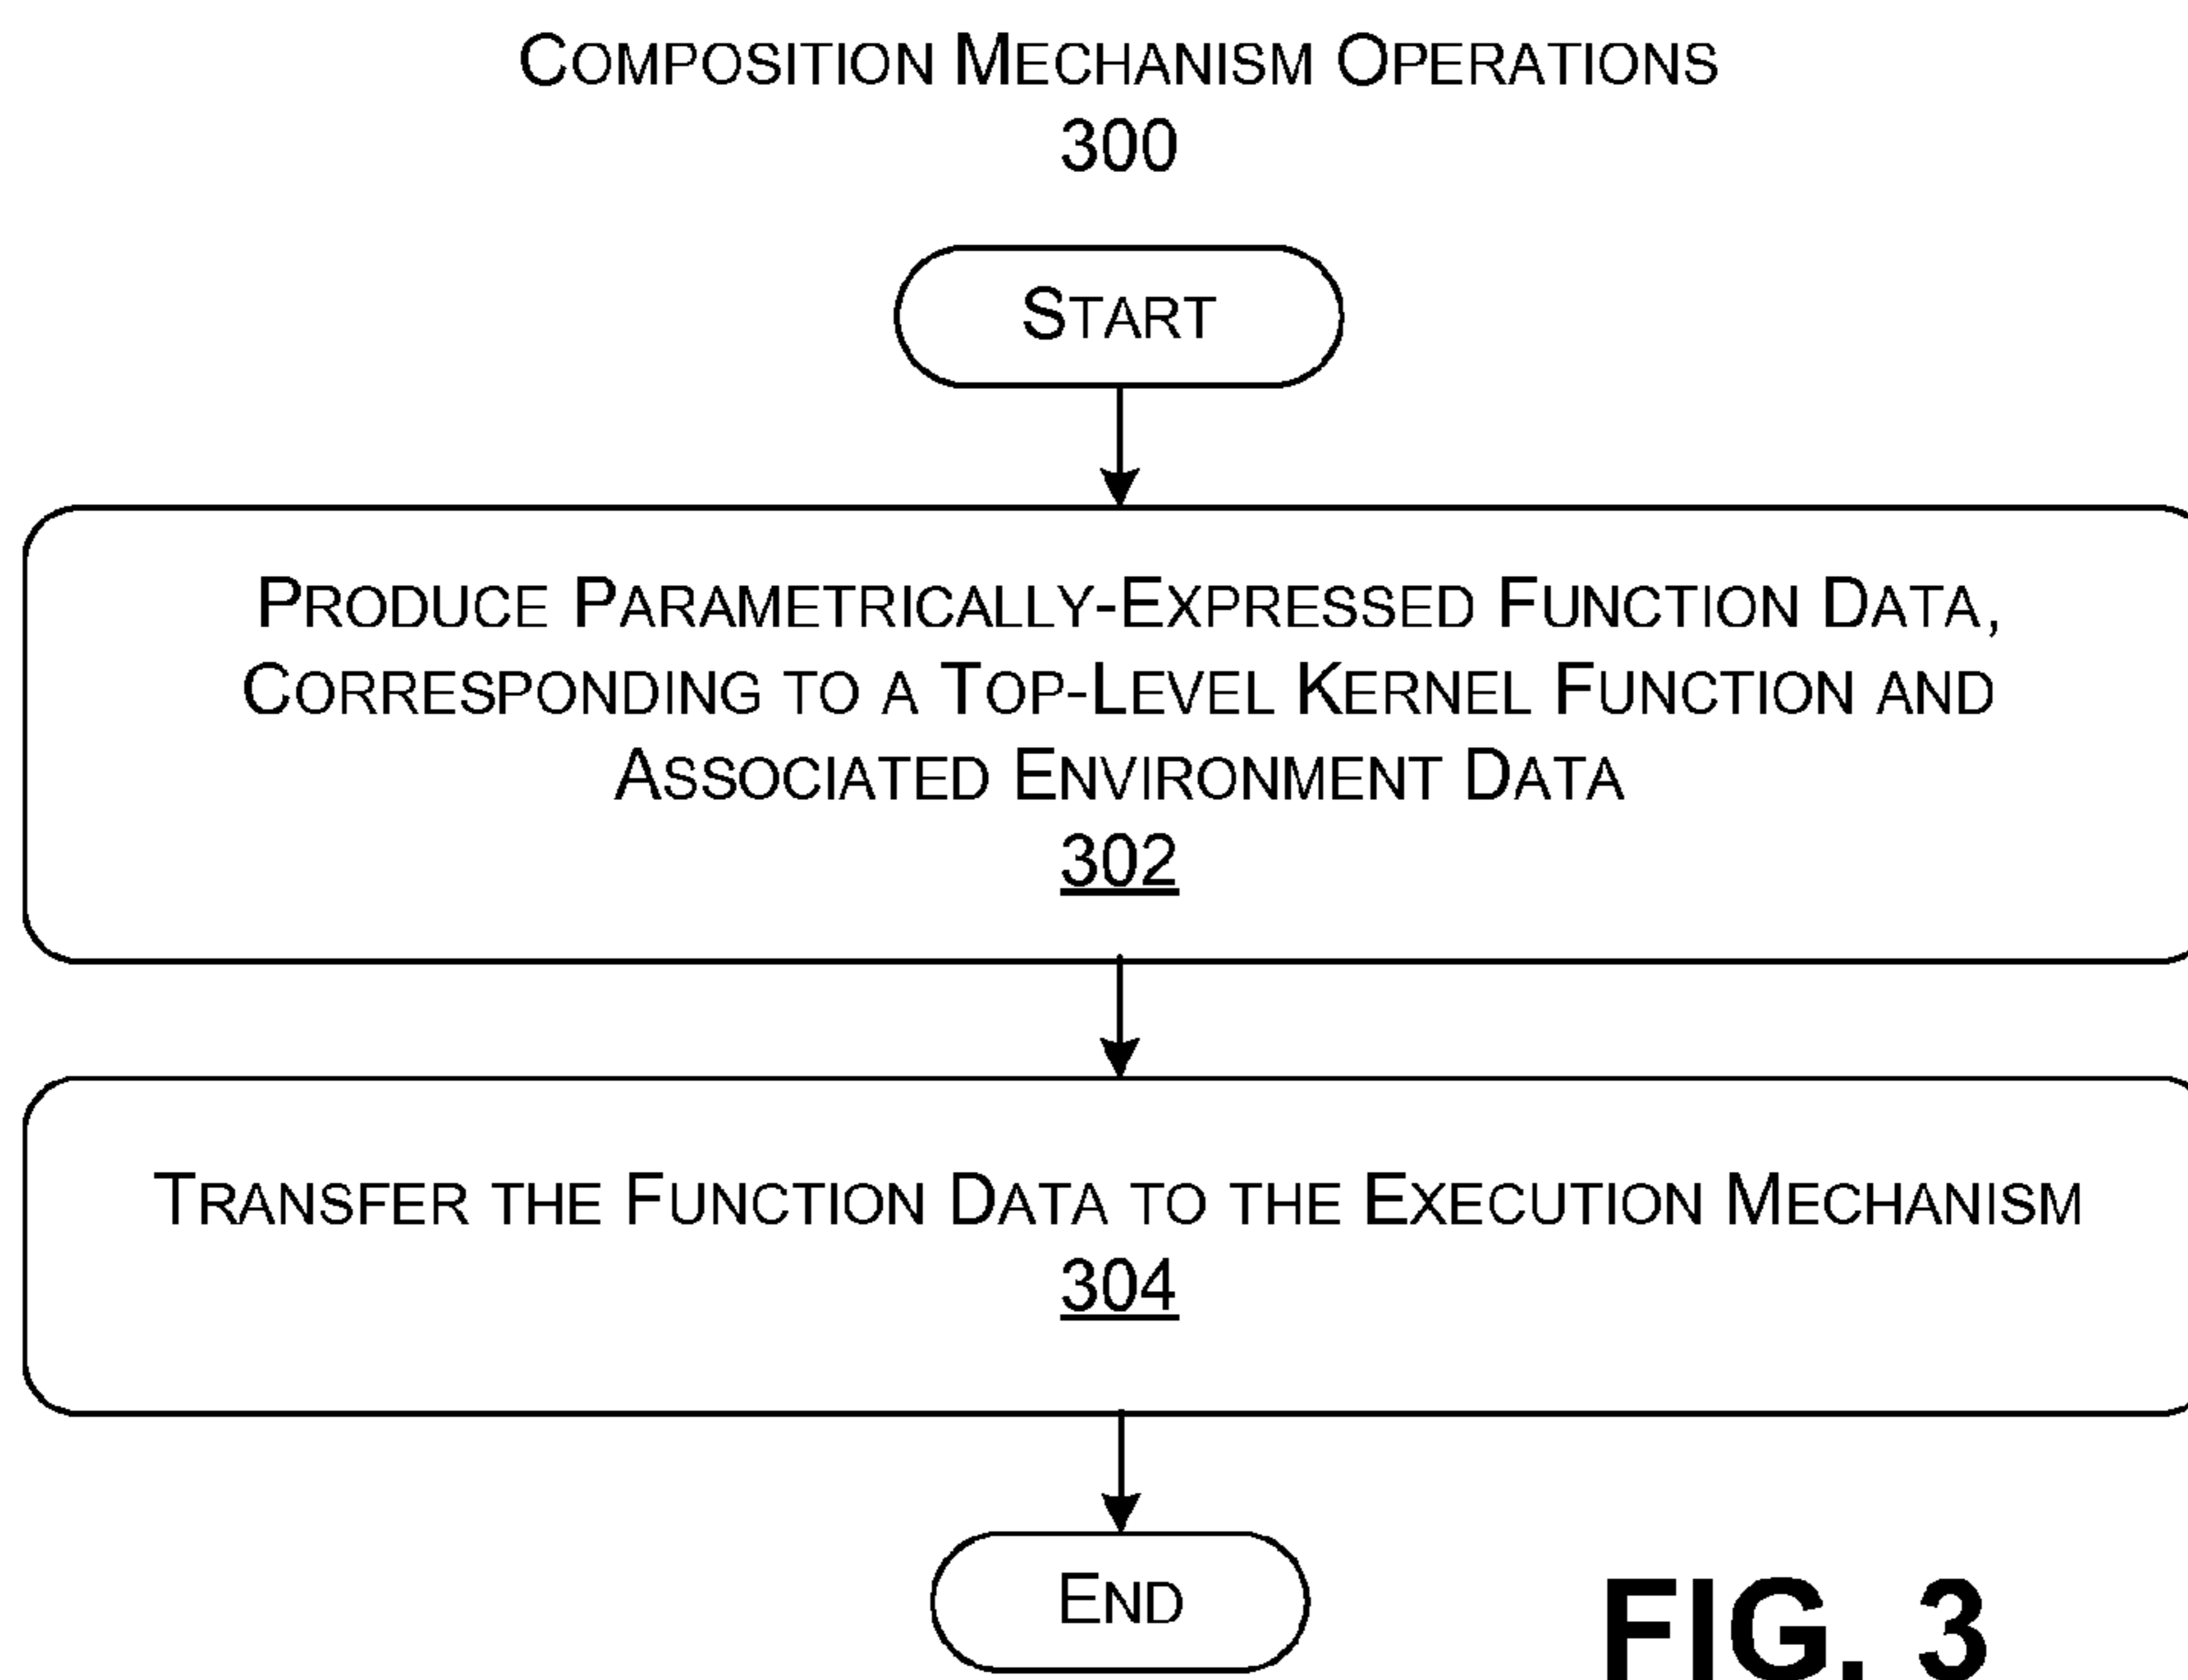 COMPOSITION MECHANISM OPERATIONS
300
START
PRODUCE PARAMETRICALLY-EXPRESSED FUNCTION DATA,
CORRESPONDING TO A TOP-LEVEL KERNEL FUNCTION AND
ASSOCIATED ENVIRONMENT DATA
302
TRANSFER THE FUNCTION DATA TO THE EXECUTION MECHANISM
304
END
FIG. 3